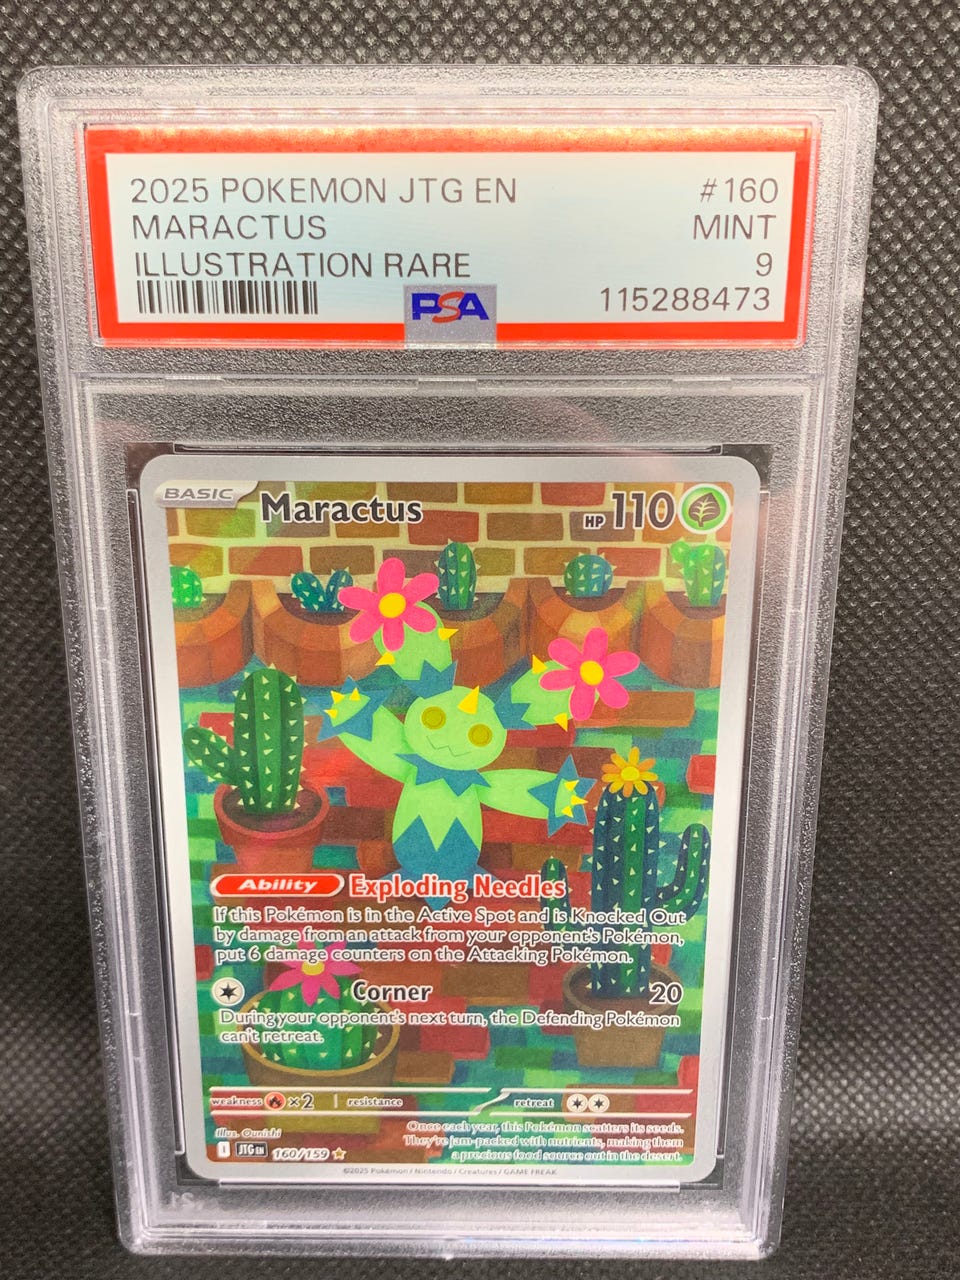 2025 POKEMON JTG EN #160
MARACTUS MINT
ILLUSTRATION RARE 9
PSA 115288473
BASIC Maractus HP 110
Ability Exploding Needles
If this Pokémon is in the Active Spot and is Knocked Out
by damage from an attack from your opponent's Pokémon,
put 6 damage counters on the Attacking Pokémon.
Corner 20
During your opponent's next turn, the Defending Pokémon
can't retreat.
weakness ×2 resistance retreat
Once each year, this Pokémon scatters its seeds.
They're jam-packed with nutrients, making them
a precious food source out in the desert.
Illus. Ounishi
I JTG EN 160/159
©2025 Pokémon / Nintendo / Creatures / GAME FREAK